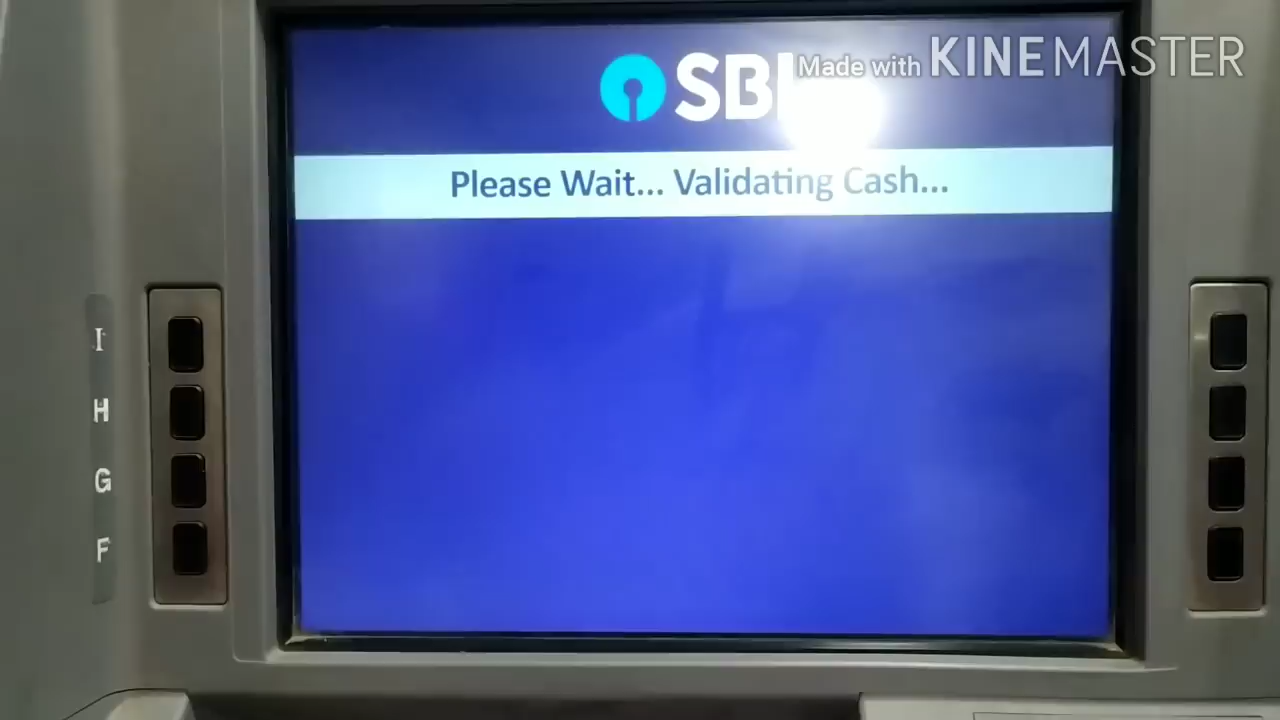 SBI
Made with KINEMASTER
Please Wait... Validating Cash...
I
H
G
F